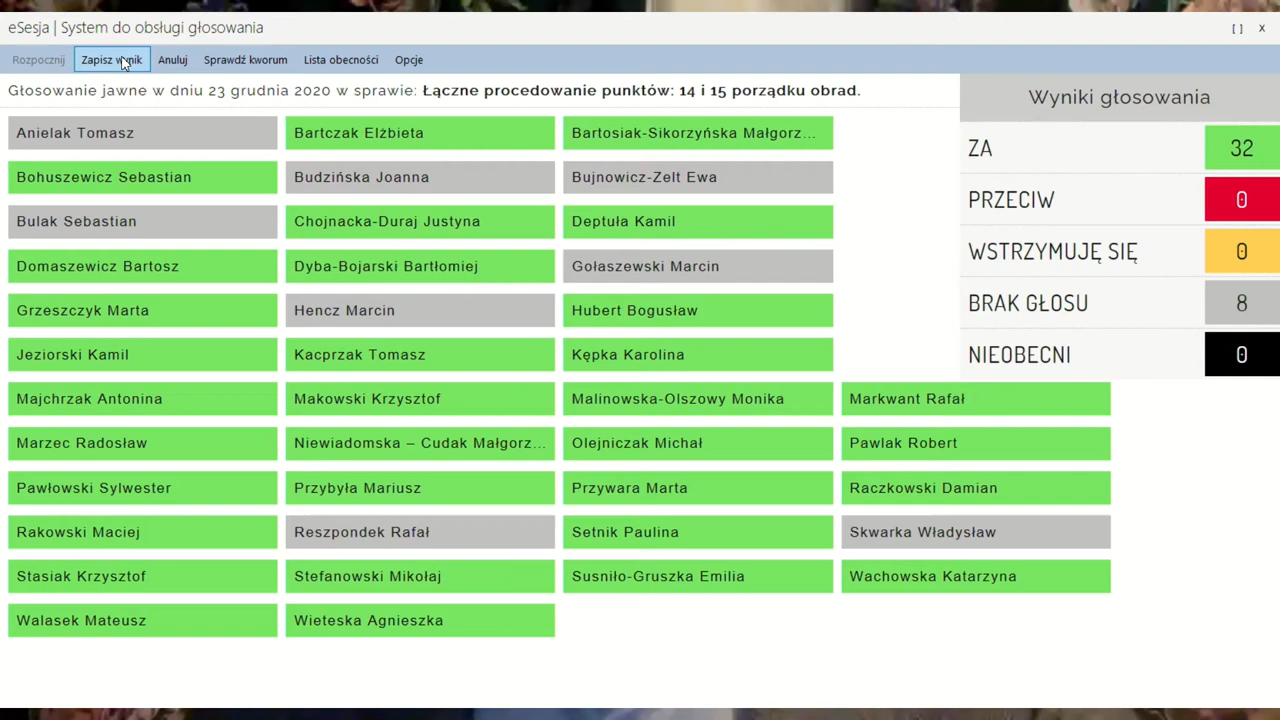 eSesja | System do obsługi głosowania
[ ] X
Rozpocznij Zapisz wynik Anuluj Sprawdź kworum Lista obecności Opcje
Głosowanie jawne w dniu 23 grudnia 2020 w sprawie: Łączne procedowanie punktów: 14 i 15 porządku obrad.
Wyniki głosowania
Anielak Tomasz Bartczak Elżbieta Bartosiak-Sikorzyńska Małgorz...
ZA 32
Bohuszewicz Sebastian Budzińska Joanna Bujnowicz-Zelt Ewa
PRZECIW 0
Bulak Sebastian Chojnacka-Duraj Justyna Deptuła Kamil
WSTRZYMUJĘ SIĘ 0
Domaszewicz Bartosz Dyba-Bojarski Bartłomiej Gołaszewski Marcin
BRAK GŁOSU 8
Grzeszczyk Marta Hencz Marcin Hubert Bogusław
NIEOBECNI 0
Jeziorski Kamil Kacprzak Tomasz Kępka Karolina
Majchrzak Antonina Makowski Krzysztof Malinowska-Olszowy Monika Markwant Rafał
Marzec Radosław Niewiadomska – Cudak Małgorz... Olejniczak Michał Pawlak Robert
Pawłowski Sylwester Przybyła Mariusz Przywara Marta Raczkowski Damian
Rakowski Maciej Reszpondek Rafał Setnik Paulina Skwarka Władysław
Stasiak Krzysztof Stefanowski Mikołaj Susniło-Gruszka Emilia Wachowska Katarzyna
Walasek Mateusz Wieteska Agnieszka